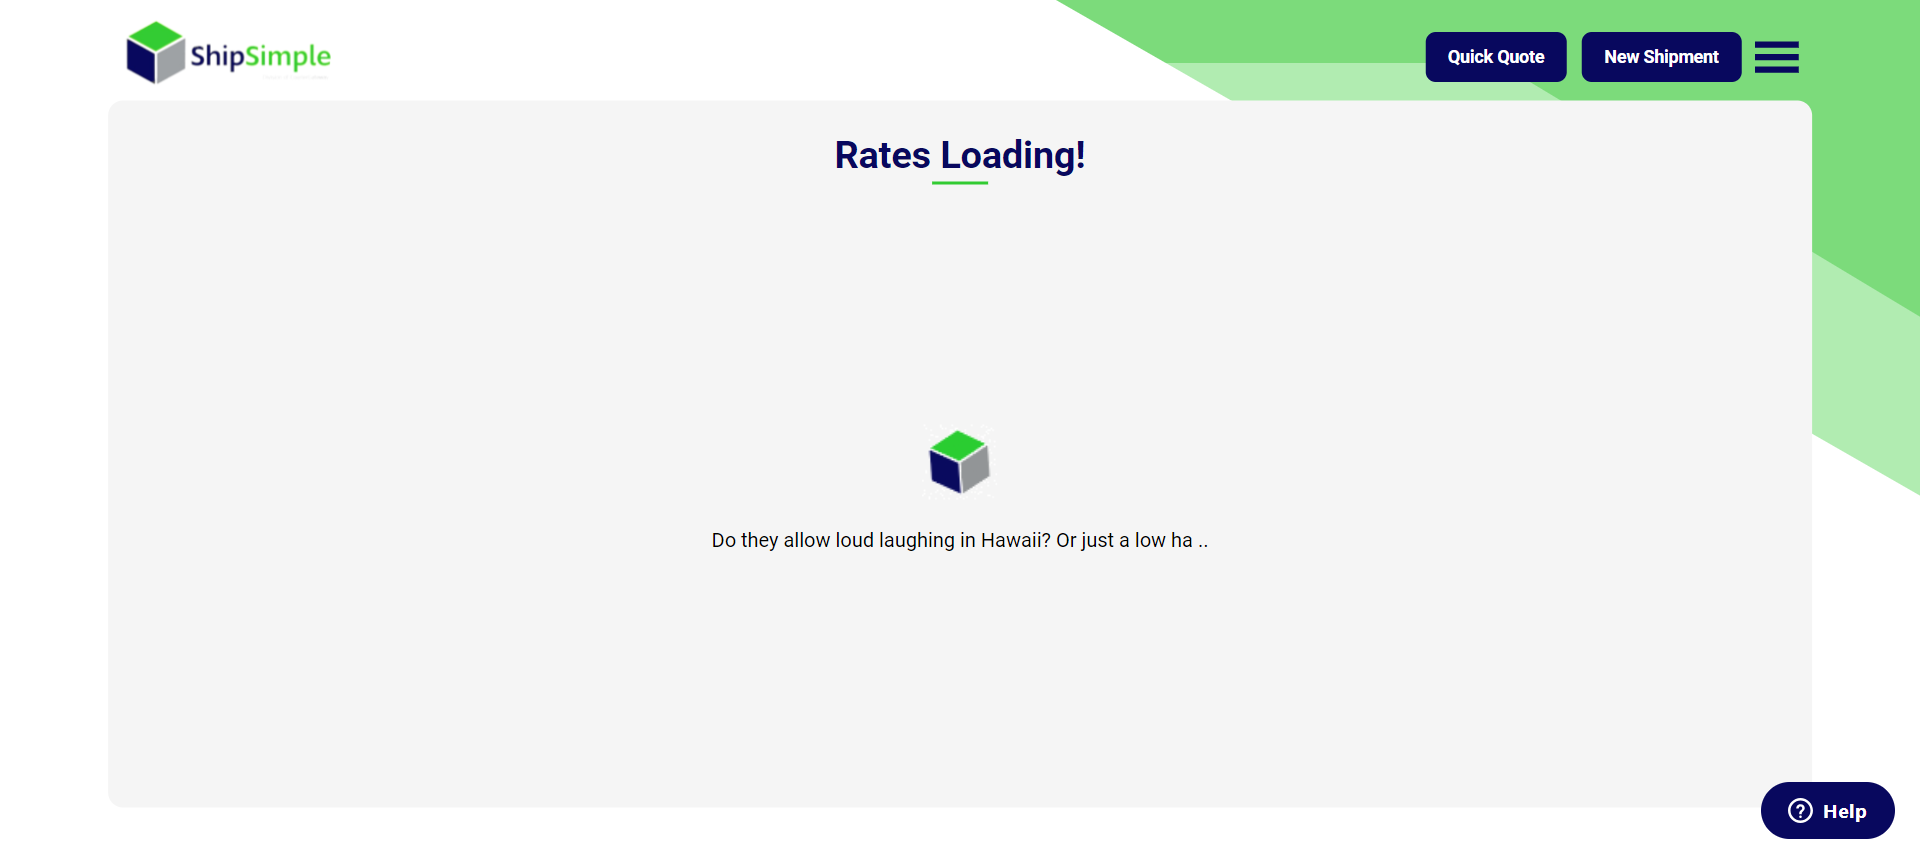 ShipSimple
Quick Quote
New Shipment
Rates Loading!
Do they allow loud laughing in Hawaii? Or just a low ha ..
Help